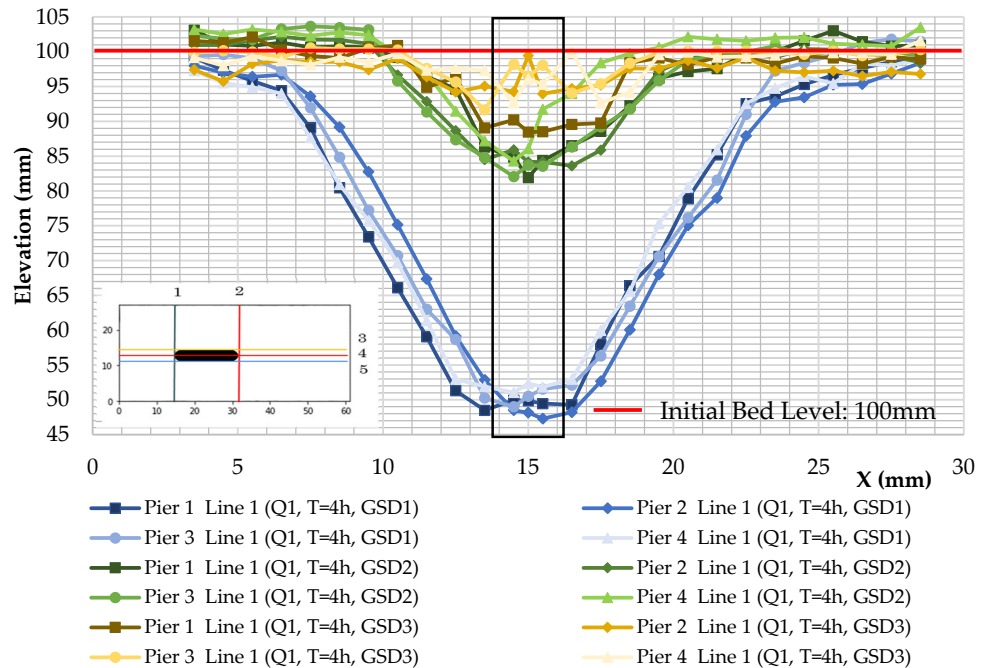 105
100
95
90
85
80
75
70
65
60
55
50
45
Elevation (mm)
1 2
20
10
0
3
4
5
0 10 20 30 40 50 60
Initial Bed Level: 100mm
0 5 10 15 20 25 30
X (mm)
Pier 1 Line 1 (Q1, T=4h, GSD1)
Pier 2 Line 1 (Q1, T=4h, GSD1)
Pier 3 Line 1 (Q1, T=4h, GSD1)
Pier 4 Line 1 (Q1, T=4h, GSD1)
Pier 1 Line 1 (Q1, T=4h, GSD2)
Pier 2 Line 1 (Q1, T=4h, GSD2)
Pier 3 Line 1 (Q1, T=4h, GSD2)
Pier 4 Line 1 (Q1, T=4h, GSD2)
Pier 1 Line 1 (Q1, T=4h, GSD3)
Pier 2 Line 1 (Q1, T=4h, GSD3)
Pier 3 Line 1 (Q1, T=4h, GSD3)
Pier 4 Line 1 (Q1, T=4h, GSD3)